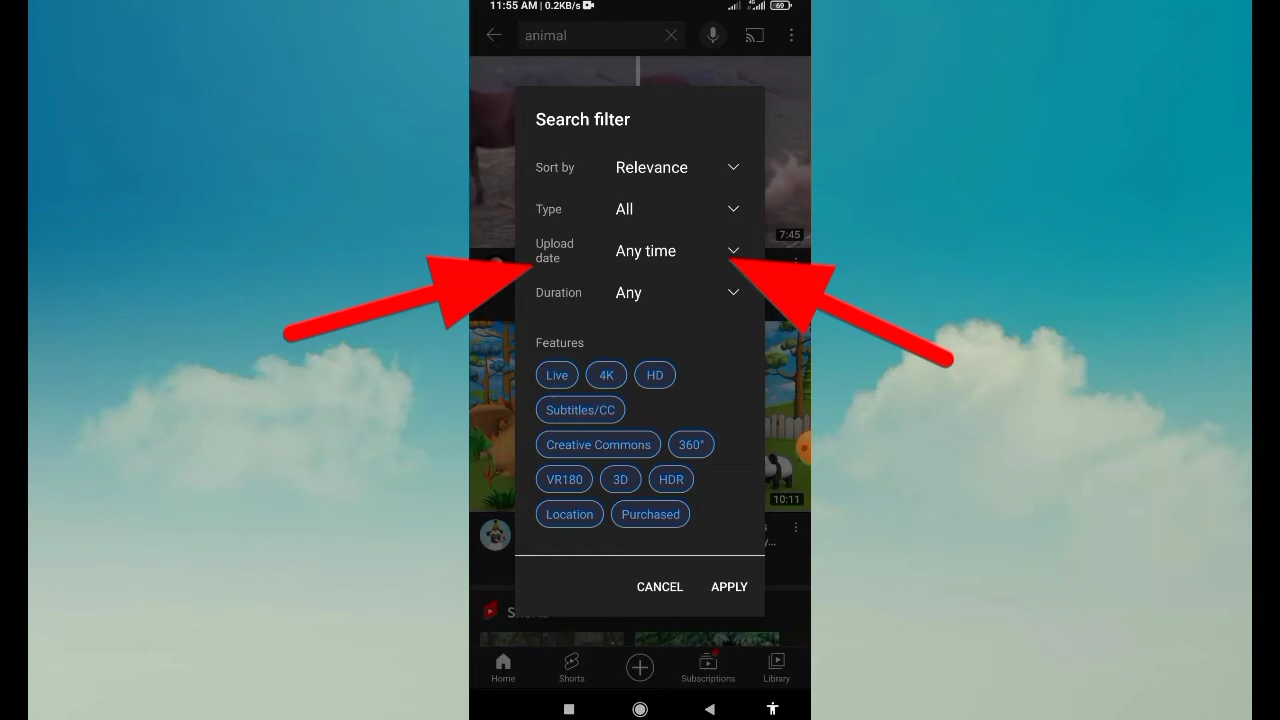 11:55 AM | 0.2KB/s
4G
69
animal
Search filter
Sort by Relevance
Type All
7:45
Upload
date
Any time
Duration Any
Features
Live 4K HD
Subtitles/CC
Creative Commons 360°
VR180 3D HDR
10:11
Location Purchased
CANCEL APPLY
Home Shorts Subscriptions Library